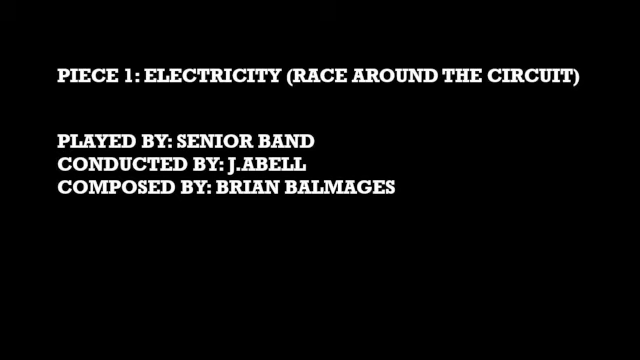 PIECE 1: ELECTRICITY (RACE AROUND THE CIRCUIT)
PLAYED BY: SENIOR BAND
CONDUCTED BY: J.ABELL
COMPOSED BY: BRIAN BALMAGES